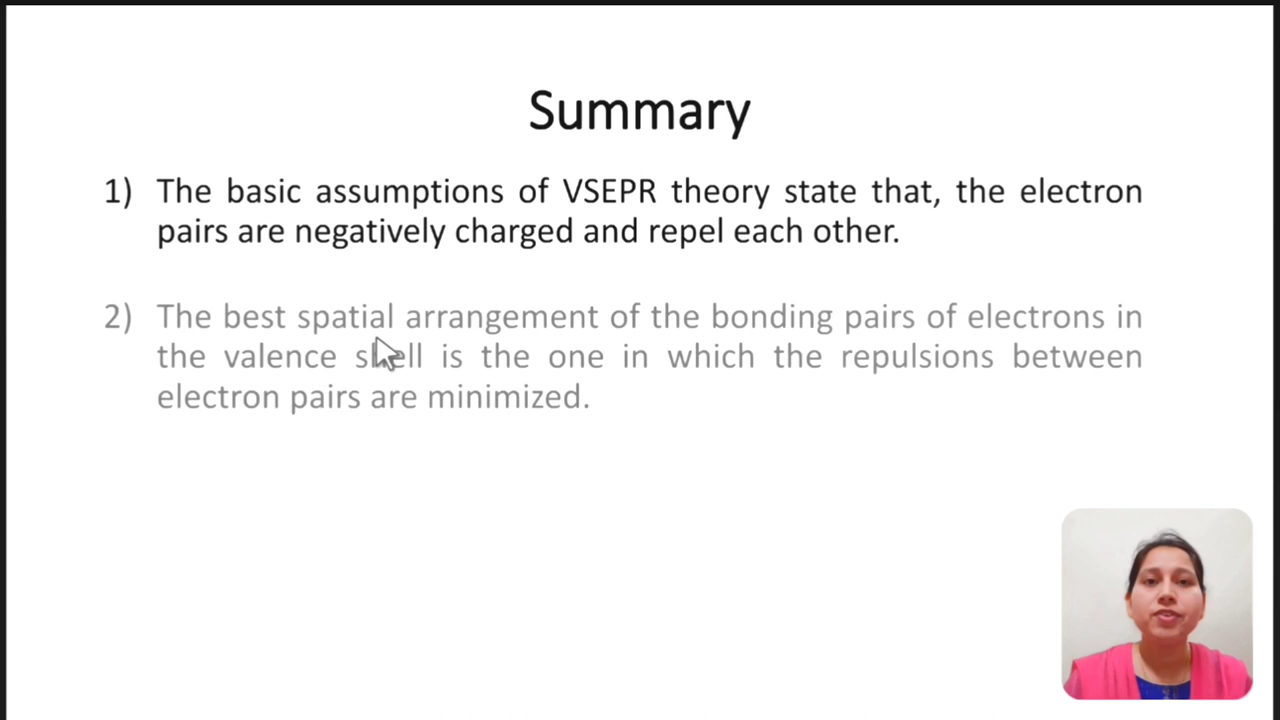 Summary
1) The basic assumptions of VSEPR theory state that, the electron
pairs are negatively charged and repel each other.
2) The best spatial arrangement of the bonding pairs of electrons in
the valence shell is the one in which the repulsions between
electron pairs are minimized.